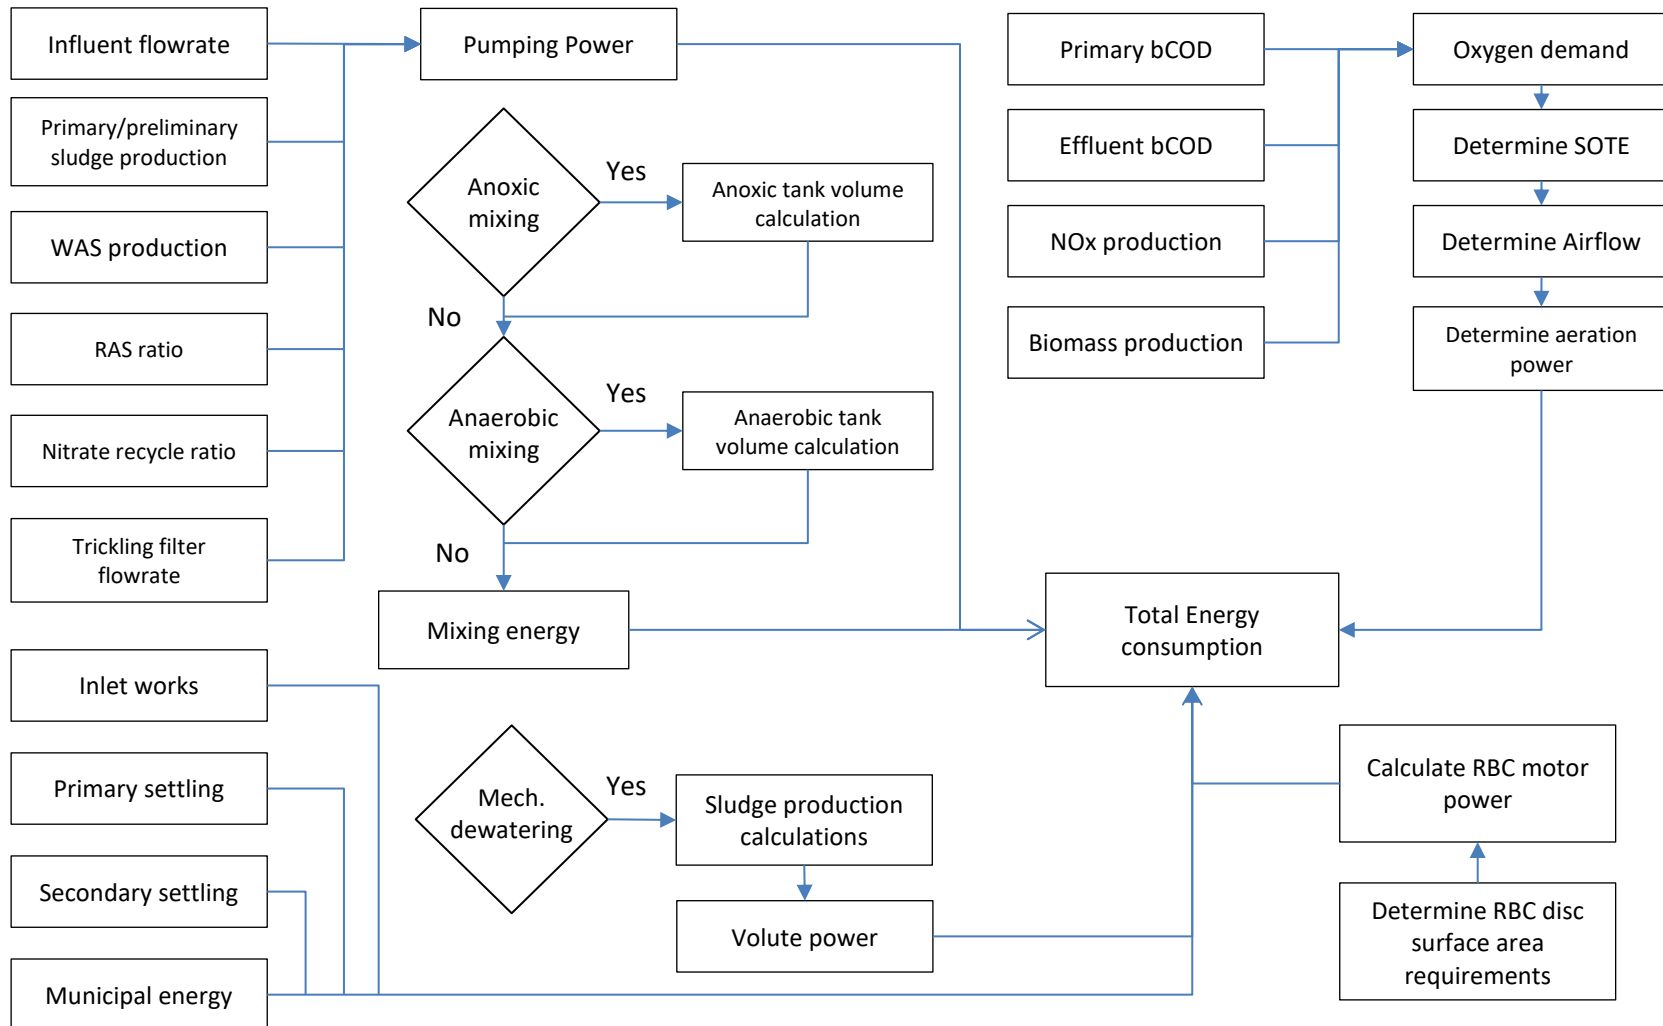 Influent flowrate
Pumping Power
Primary bCOD
Oxygen demand
Primary/preliminary
sludge production
Anoxic
mixing
Yes
Anoxic tank volume
calculation
Effluent bCOD
Determine SOTE
WAS production
NOx production
Determine Airflow
No
RAS ratio
Biomass production
Determine aeration
power
Nitrate recycle ratio
Anaerobic
mixing
Yes
Anaerobic tank
volume calculation
Trickling filter
flowrate
No
Mixing energy
Total Energy
consumption
Inlet works
Primary settling
Mech.
dewatering
Yes
Sludge production
calculations
Calculate RBC motor
power
Secondary settling
Volute power
Determine RBC disc
surface area
requirements
Municipal energy